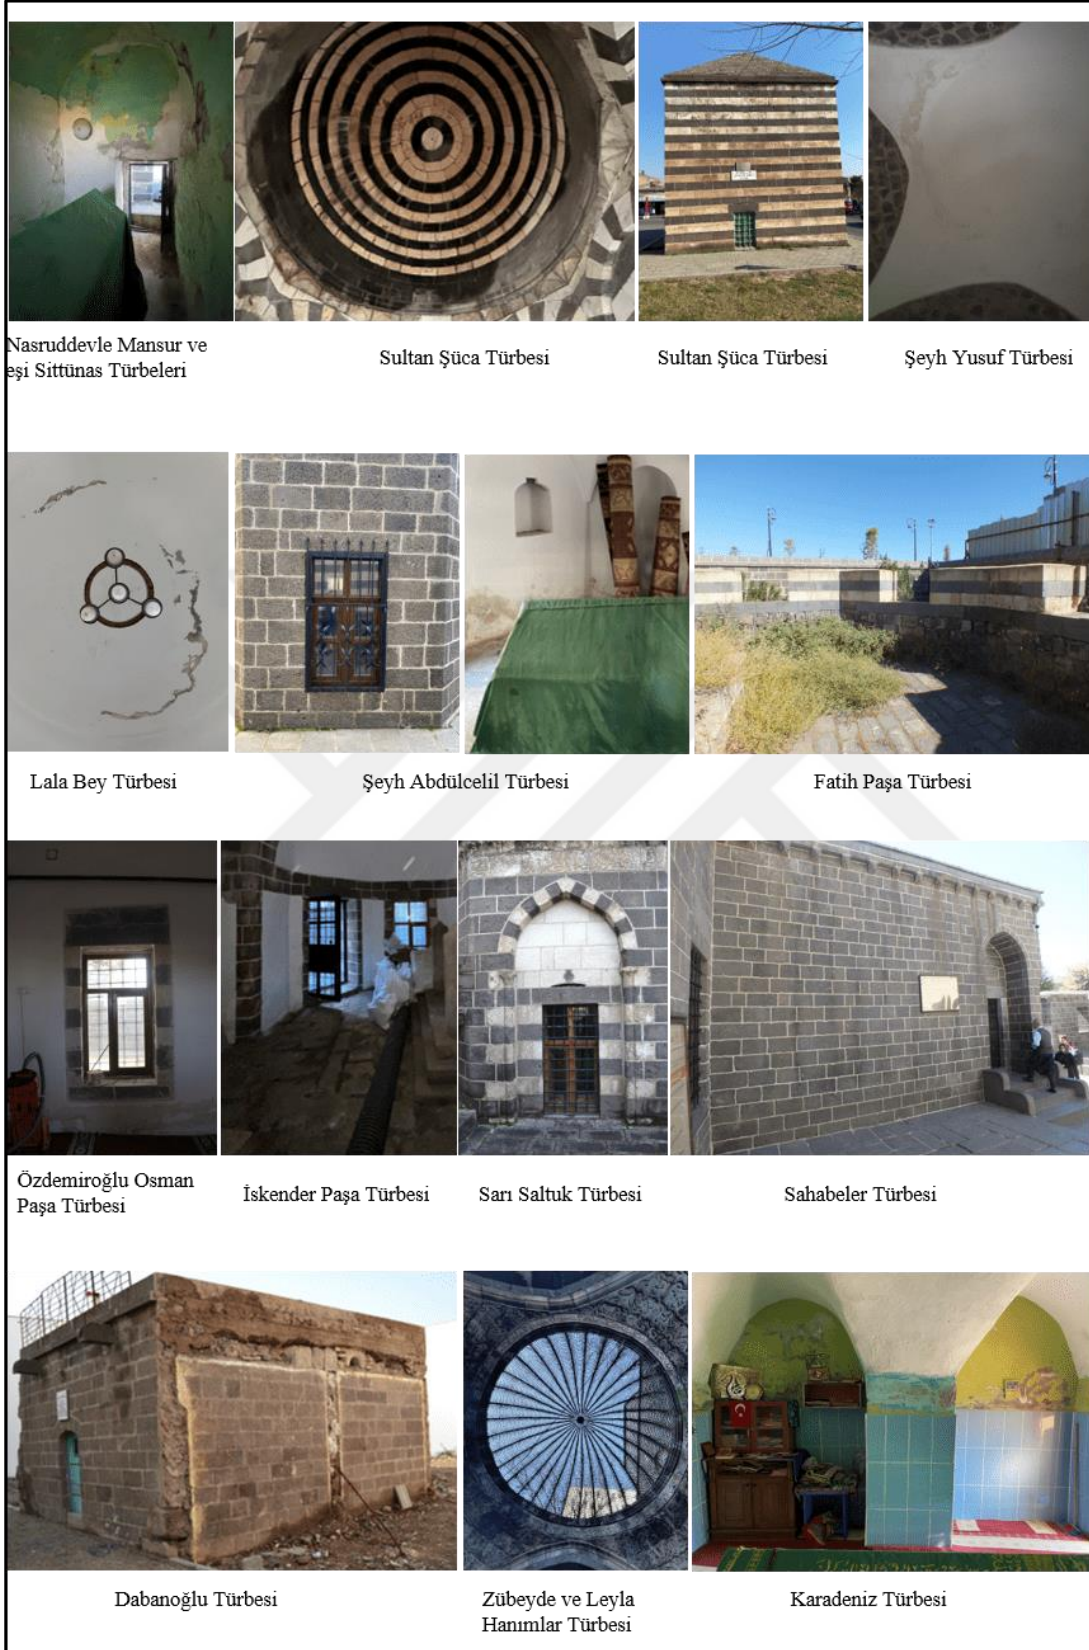 Nasruddevle Mansur ve
eşi Sittünas Türbeleri
Sultan Şüca Türbesi
Sultan Şüca Türbesi
Şeyh Yusuf Türbesi
Lala Bey Türbesi
Şeyh Abdülcelil Türbesi
Fatih Paşa Türbesi
Özdemiroğlu Osman
Paşa Türbesi
İskender Paşa Türbesi
Sarı Saltuk Türbesi
Sahabeler Türbesi
Dabanoğlu Türbesi
Zübeyde ve Leyla
Hanımlar Türbesi
Karadeniz Türbesi